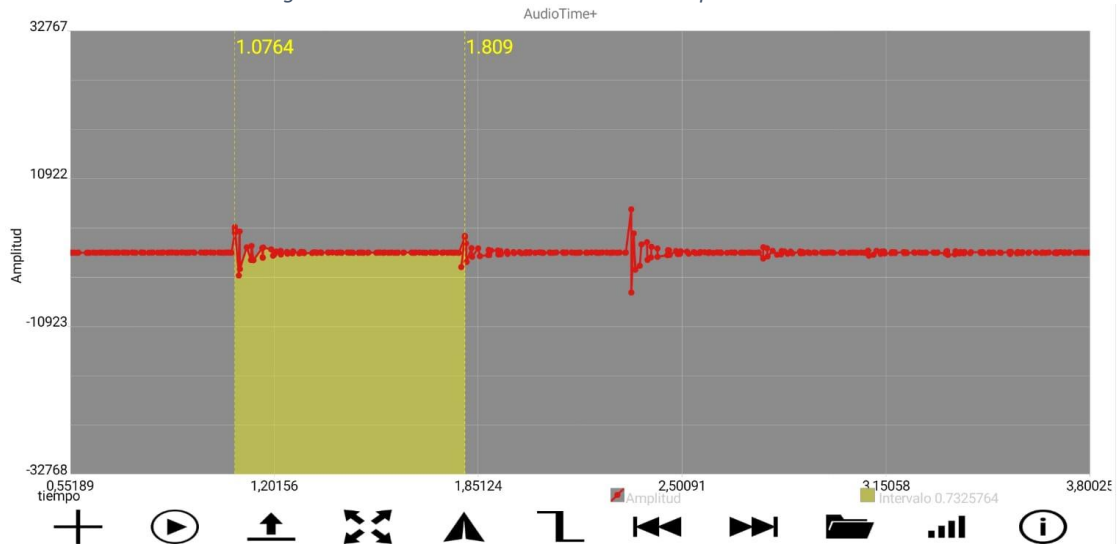 AudioTime+
32767
1.0764
1.809
10922
Amplitud
-10923
-32768
0,55189
1,20156
1,85124
2,50091
3,15058
3,80025
tiempo
Amplitud
Intervalo 0.7325764